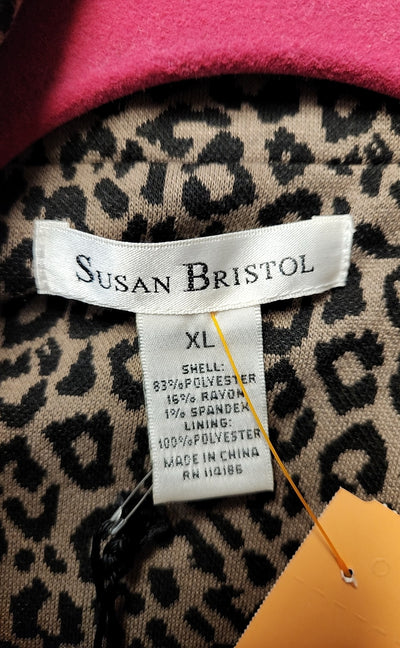 SUSAN BRISTOL
XL
SHELL:
83%POLYESTER
16% RAYON
1% SPANDEX
LINING:
100%POLYESTER
MADE IN CHINA
RN 114186